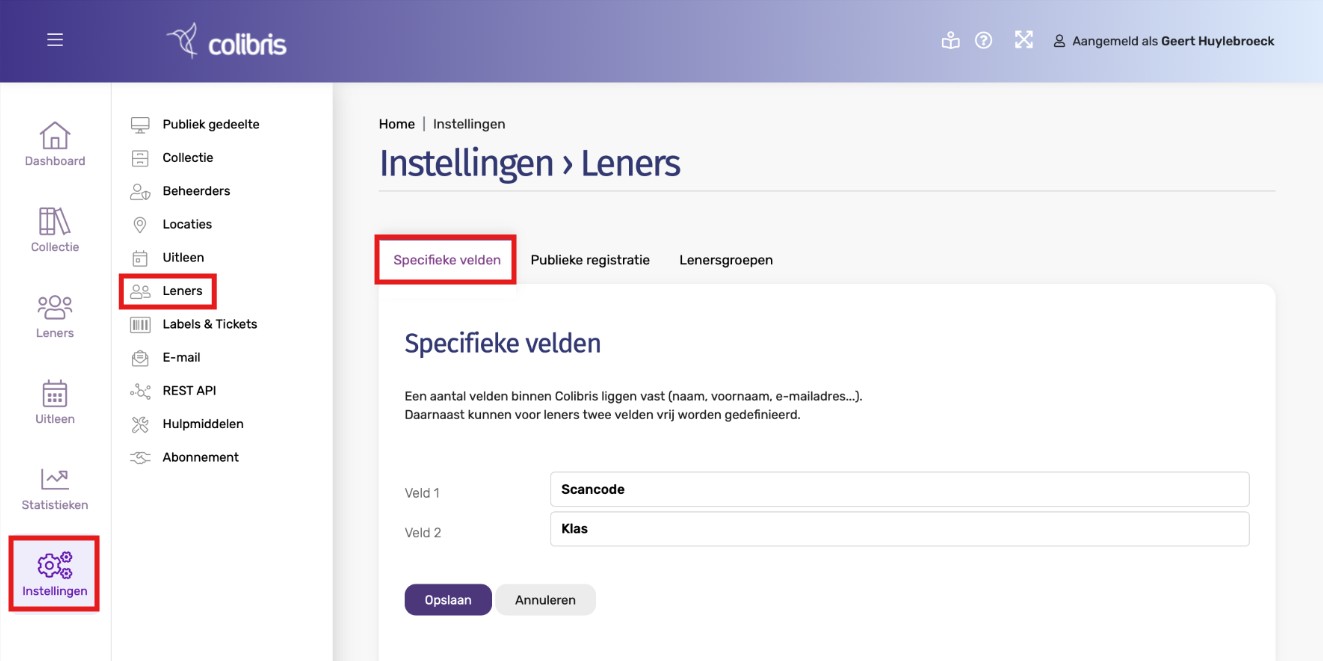 colibris
Aangemeld als Geert Huylebroeck
Dashboard
Collectie
Leners
Uitleen
Statistieken
Instellingen
Publiek gedeelte
Collectie
Beheerders
Locaties
Uitleen
Leners
Labels & Tickets
E-mail
REST API
Hulpmiddelen
Abonnement
Home | Instellingen
Instellingen › Leners
Specifieke velden Publieke registratie Lenersgroepen
Specifieke velden
Een aantal velden binnen Colibris liggen vast (naam, voornaam, e-mailadres...).
Daarnaast kunnen voor leners twee velden vrij worden gedefinieerd.
Veld 1 Scancode
Veld 2 Klas
Opslaan Annuleren